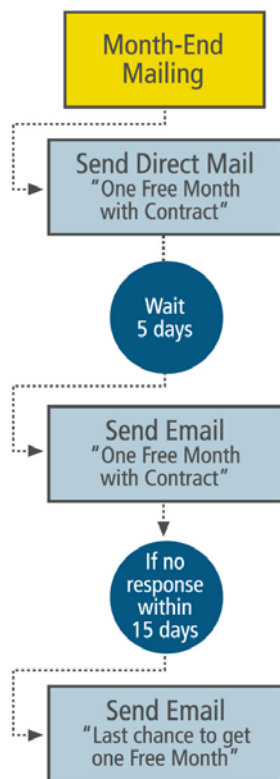 Month-End
Mailing
Send Direct Mail
"One Free Month
with Contract"
Wait
5 days
Send Email
"One Free Month
with Contract"
If no
response
within
15 days
Send Email
"Last chance to get
one Free Month"